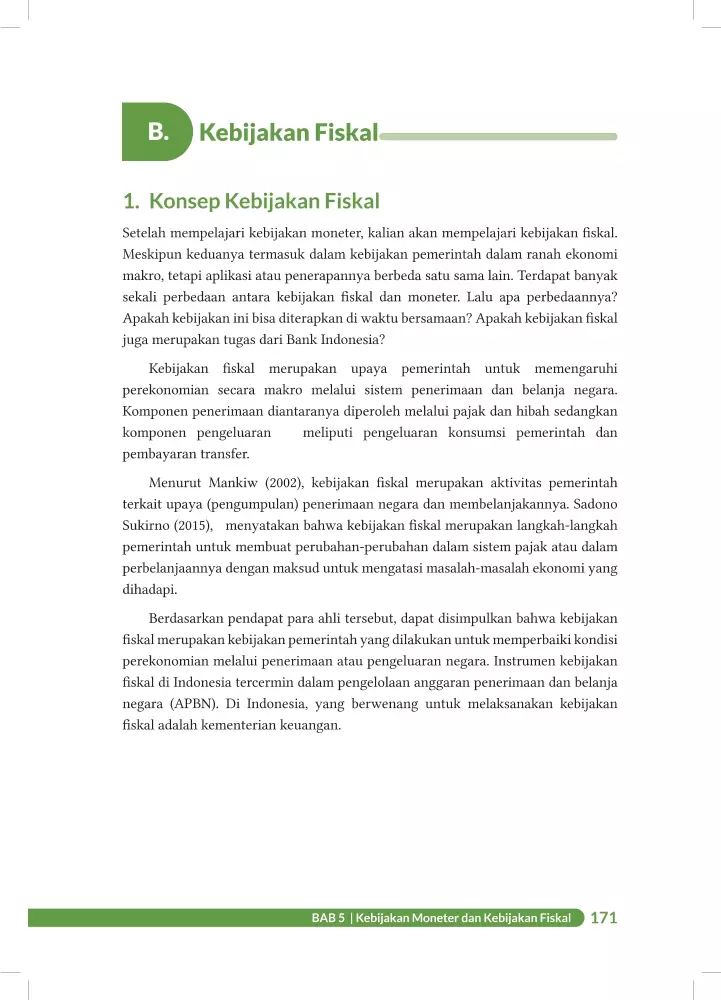 B.
Kebijakan Fiskal
1. Konsep Kebijakan Fiskal
Setelah mempelajari kebijakan moneter, kalian akan mempelajari kebijakan fiskal.
Meskipun keduanya termasuk dalam kebijakan pemerintah dalam ranah ekonomi
makro, tetapi aplikasi atau penerapannya berbeda satu sama lain. Terdapat banyak
sekali perbedaan antara kebijakan fiskal dan moneter. Lalu apa perbedaannya?
Apakah kebijakan ini bisa diterapkan di waktu bersamaan? Apakah kebijakan fiskal
juga merupakan tugas dari Bank Indonesia?
Kebijakan fiskal merupakan upaya pemerintah untuk memengaruhi
perekonomian secara makro melalui sistem penerimaan dan belanja negara.
Komponen penerimaan diantaranya diperoleh melalui pajak dan hibah sedangkan
komponen pengeluaran meliputi pengeluaran konsumsi pemerintah dan
pembayaran transfer.
Menurut Mankiw (2002), kebijakan fiskal merupakan aktivitas pemerintah
terkait upaya (pengumpulan) penerimaan negara dan membelanjakannya. Sadono
Sukirno (2015), menyatakan bahwa kebijakan fiskal merupakan langkah-langkah
pemerintah untuk membuat perubahan-perubahan dalam sistem pajak atau dalam
perbelanjaannya dengan maksud untuk mengatasi masalah-masalah ekonomi yang
dihadapi.
Berdasarkan pendapat para ahli tersebut, dapat disimpulkan bahwa kebijakan
fiskal merupakan kebijakan pemerintah yang dilakukan untuk memperbaiki kondisi
perekonomian melalui penerimaan atau pengeluaran negara. Instrumen kebijakan
fiskal di Indonesia tercermin dalam pengelolaan anggaran penerimaan dan belanja
negara (APBN). Di Indonesia, yang berwenang untuk melaksanakan kebijakan
fiskal adalah kementerian keuangan.
BAB 5 | Kebijakan Moneter dan Kebijakan Fiskal 171